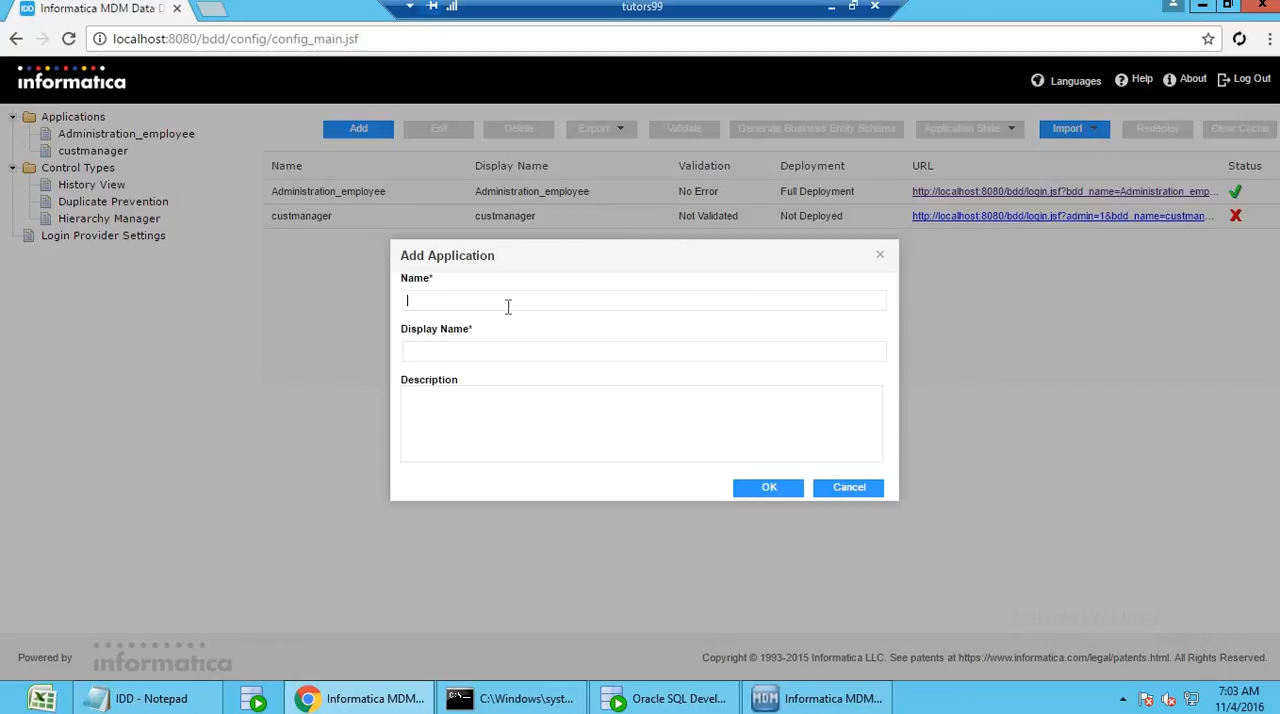 Informatica MDM Data D
tutors99
localhost:8080/bdd/config/config_main.jsf
informatica
Languages
Help
About
Log Out
Applications
Administration_employee
custmanager
Control Types
History View
Duplicate Prevention
Hierarchy Manager
Login Provider Settings
Add
Edit
Delete
Export
Validate
Generate Business Entity Schema
Application State
Import
Redeploy
Clear Cache
Name
Display Name
Validation
Deployment
URL
Status
Administration_employee
Administration_employee
No Error
Full Deployment
http://localhost:8080/bdd/login.jsf?bdd_name=Administration_emp...
custmanager
custmanager
Not Validated
Not Deployed
http://localhost:8080/bdd/login.jsf?admin=1&bdd_name=custman...
Add Application
Name*
Display Name*
Description
OK
Cancel
Powered by
informatica
Copyright © 1993-2015 Informatica LLC. See patents at https://www.informatica.com/legal/patents.html. All Rights Reserved.
IDD - Notepad
Informatica MDM...
C:\Windows\syst...
Oracle SQL Devel...
MDM
Informatica MDM...
7:03 AM
11/4/2016